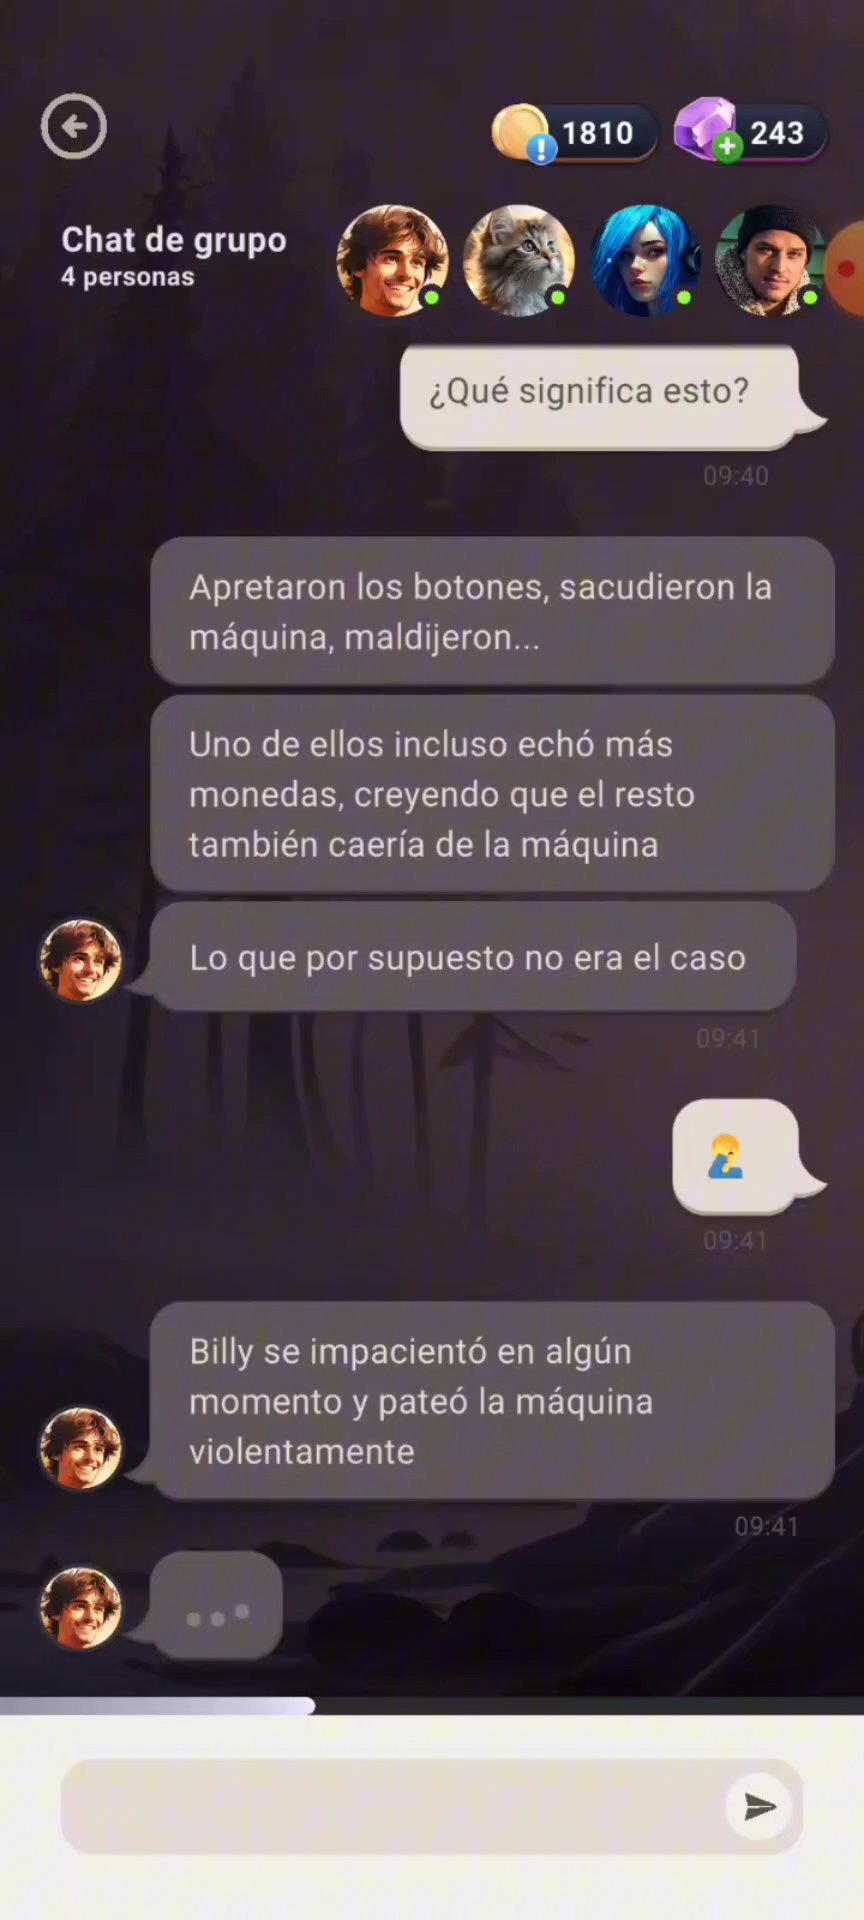 1810
243
Chat de grupo
4 personas
¿Qué significa esto?
09:40
Apretaron los botones, sacudieron la
máquina, maldijeron...
Uno de ellos incluso echó más
monedas, creyendo que el resto
también caería de la máquina
Lo que por supuesto no era el caso
09:41
09:41
Billy se impacientó en algún
momento y pateó la máquina
violentamente
09:41